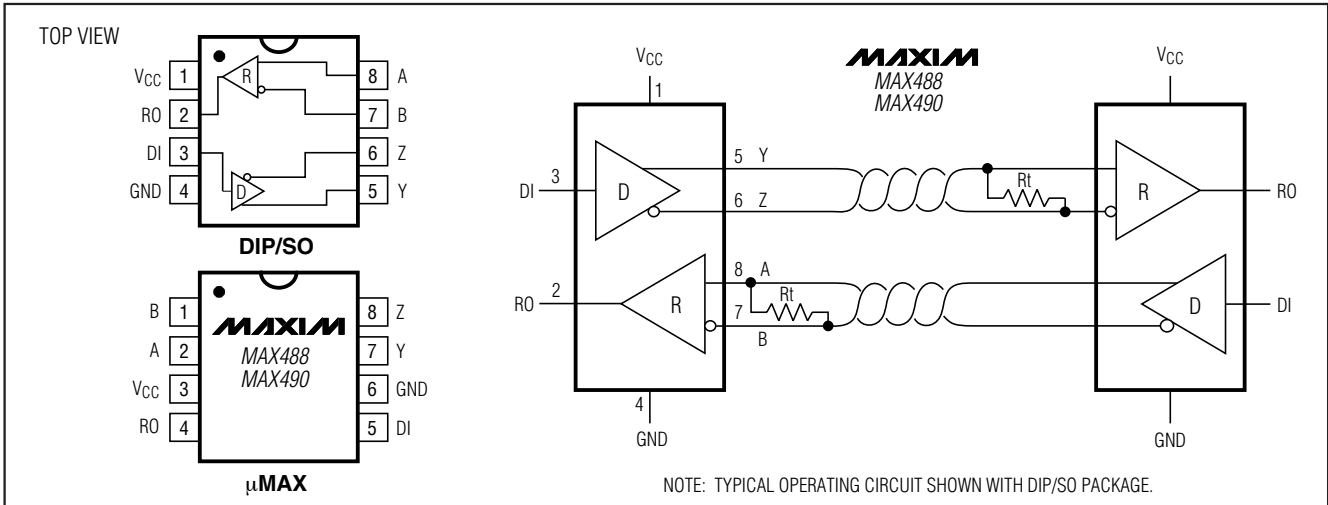 TOP VIEW
VCC 1
R
8 A
RO 2
7 B
DI 3
6 Z
GND 4
D
5 Y
DIP/SO
B 1
8 Z
A 2
7 Y
VCC 3
6 GND
RO 4
5 DI
MAXIM
MAX488
MAX490
µMAX
MAXIM
MAX488
MAX490
VCC
1
VCC
DI
3
D
5 Y
6 Z
Rt
R
RO
RO
2
R
8 A
7
B
Rt
D
DI
4
GND
GND
NOTE: TYPICAL OPERATING CIRCUIT SHOWN WITH DIP/SO PACKAGE.